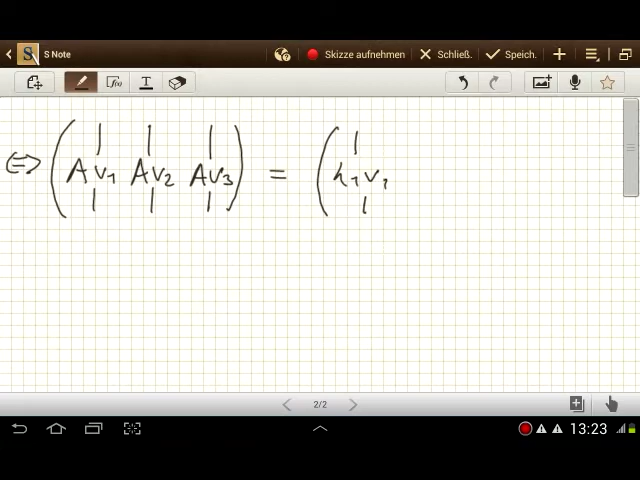 S Note
Skizze aufnehmen
Schließ.
Speich.
f(x)
T
⇔ ( Av₁ Av₂ Av₃ ) = ( λ₁v₁
2/2
13:23